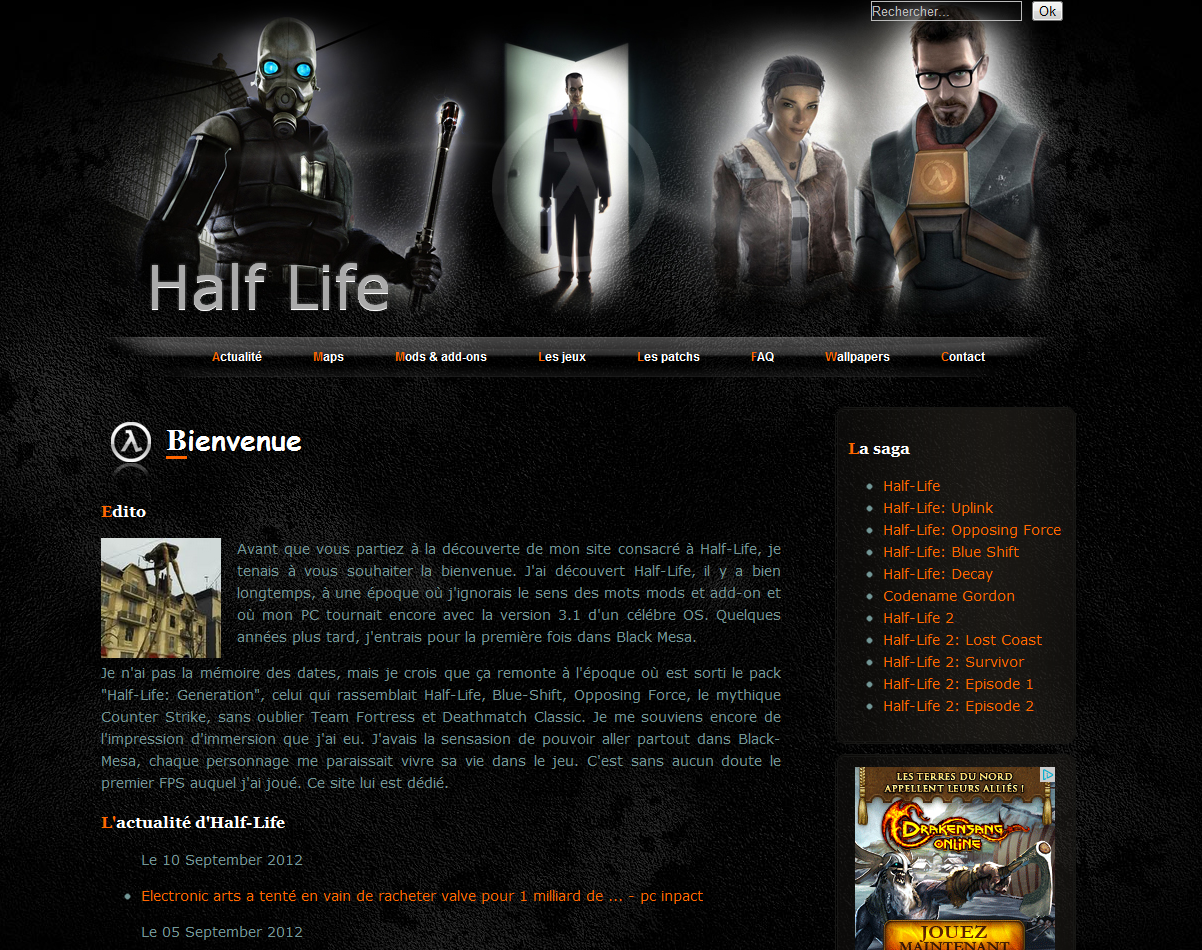 Rechercher...
Ok
Half Life
Actualité
Maps
Mods & add-ons
Les jeux
Les patchs
FAQ
Wallpapers
Contact
Bienvenue
Edito
Avant que vous partiez à la découverte de mon site consacré à Half-Life, je
tenais à vous souhaiter la bienvenue. J'ai découvert Half-Life, il y a bien
longtemps, à une époque où j'ignorais le sens des mots mods et add-on et
où mon PC tournait encore avec la version 3.1 d'un célébre OS. Quelques
années plus tard, j'entrais pour la première fois dans Black Mesa.
Je n'ai pas la mémoire des dates, mais je crois que ça remonte à l'époque où est sorti le pack
"Half-Life: Generation", celui qui rassemblait Half-Life, Blue-Shift, Opposing Force, le mythique
Counter Strike, sans oublier Team Fortress et Deathmatch Classic. Je me souviens encore de
l'impression d'immersion que j'ai eu. J'avais la sensasion de pouvoir aller partout dans Black-
Mesa, chaque personnage me paraissait vivre sa vie dans le jeu. C'est sans aucun doute le
premier FPS auquel j'ai joué. Ce site lui est dédié.
L'actualité d'Half-Life
Le 10 September 2012
Electronic arts a tenté en vain de racheter valve pour 1 milliard de ... - pc inpact
Le 05 September 2012
La saga
Half-Life
Half-Life: Uplink
Half-Life: Opposing Force
Half-Life: Blue Shift
Half-Life: Decay
Codename Gordon
Half-Life 2
Half-Life 2: Lost Coast
Half-Life 2: Survivor
Half-Life 2: Episode 1
Half-Life 2: Episode 2
LES TERRES DU NORD
APPELLENT LEURS ALLIÉS !
DRAKENSANG
ONLINE
JOUEZ
MAINTENANT